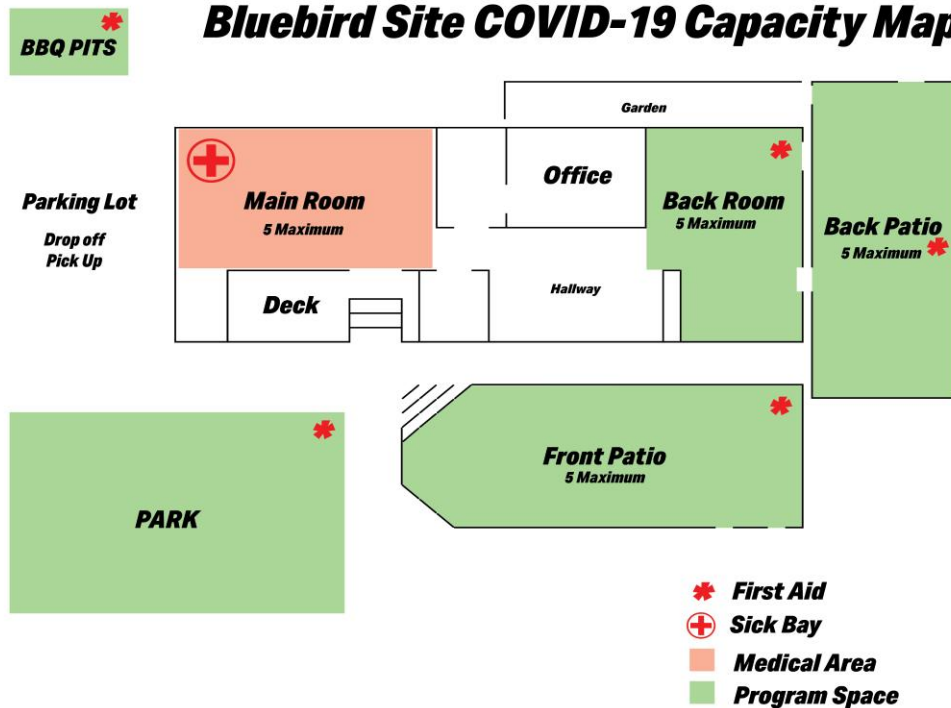 Bluebird Site COVID-19 Capacity Map
BBQ PITS
Garden
Parking Lot
Drop off
Pick Up
Main Room
5 Maximum
Office
Back Room
5 Maximum
Back Patio
5 Maximum
Deck
Hallway
Front Patio
5 Maximum
PARK
First Aid
Sick Bay
Medical Area
Program Space